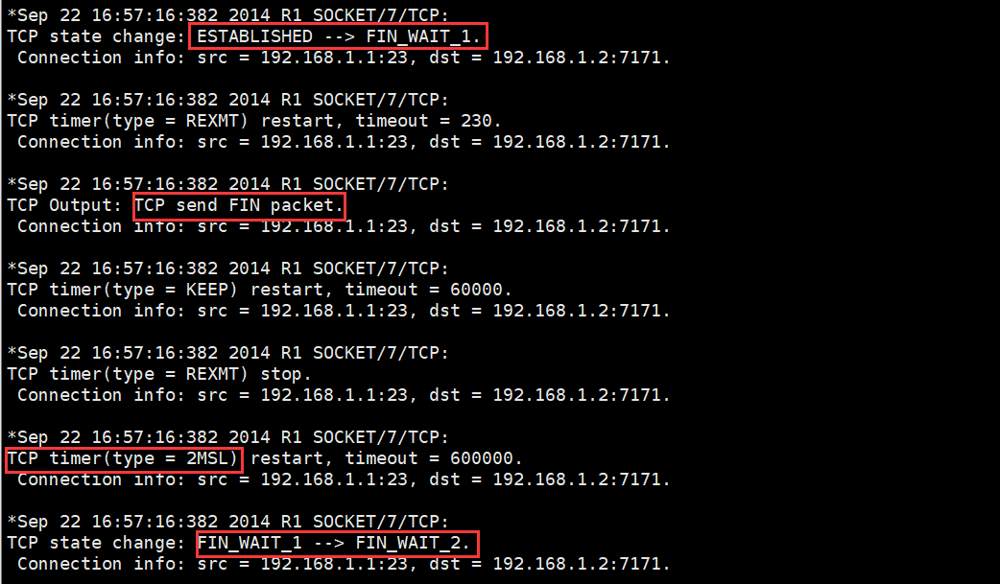 *Sep 22 16:57:16:382 2014 R1 SOCKET/7/TCP:
TCP state change: ESTABLISHED --> FIN_WAIT_1.
 Connection info: src = 192.168.1.1:23, dst = 192.168.1.2:7171.

*Sep 22 16:57:16:382 2014 R1 SOCKET/7/TCP:
TCP timer(type = REXMT) restart, timeout = 230.
 Connection info: src = 192.168.1.1:23, dst = 192.168.1.2:7171.

*Sep 22 16:57:16:382 2014 R1 SOCKET/7/TCP:
TCP Output: TCP send FIN packet.
 Connection info: src = 192.168.1.1:23, dst = 192.168.1.2:7171.

*Sep 22 16:57:16:382 2014 R1 SOCKET/7/TCP:
TCP timer(type = KEEP) restart, timeout = 60000.
 Connection info: src = 192.168.1.1:23, dst = 192.168.1.2:7171.

*Sep 22 16:57:16:382 2014 R1 SOCKET/7/TCP:
TCP timer(type = REXMT) stop.
 Connection info: src = 192.168.1.1:23, dst = 192.168.1.2:7171.

*Sep 22 16:57:16:382 2014 R1 SOCKET/7/TCP:
TCP timer(type = 2MSL) restart, timeout = 600000.
 Connection info: src = 192.168.1.1:23, dst = 192.168.1.2:7171.

*Sep 22 16:57:16:382 2014 R1 SOCKET/7/TCP:
TCP state change: FIN_WAIT_1 --> FIN_WAIT_2.
 Connection info: src = 192.168.1.1:23, dst = 192.168.1.2:7171.